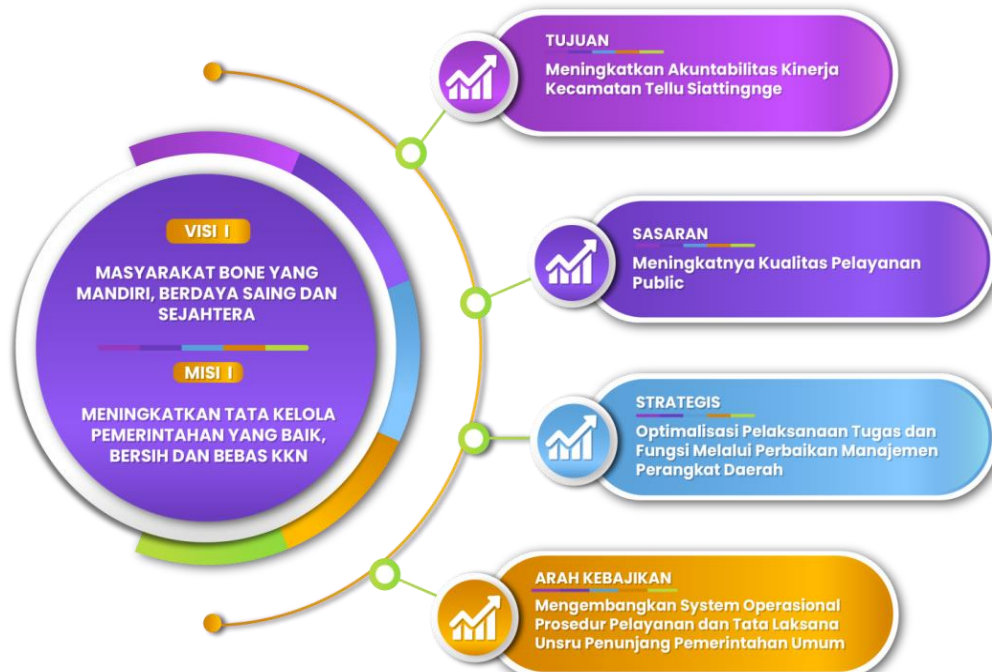 VISI I
MASYARAKAT BONE YANG
MANDIRI, BERDAYA SAING DAN
SEJAHTERA
MISI I
MENINGKATKAN TATA KELOLA
PEMERINTAHAN YANG BAIK,
BERSIH DAN BEBAS KKN
TUJUAN
Meningkatkan Akuntabilitas Kinerja
Kecamatan Tellu Siattingnge
SASARAN
Meningkatnya Kualitas Pelayanan
Public
STRATEGIS
Optimalisasi Pelaksanaan Tugas dan
Fungsi Melalui Perbaikan Manajemen
Perangkat Daerah
ARAH KEBAJIKAN
Mengembangkan System Operasional
Prosedur Pelayanan dan Tata Laksana
Unsru Penunjang Pemerintahan Umum